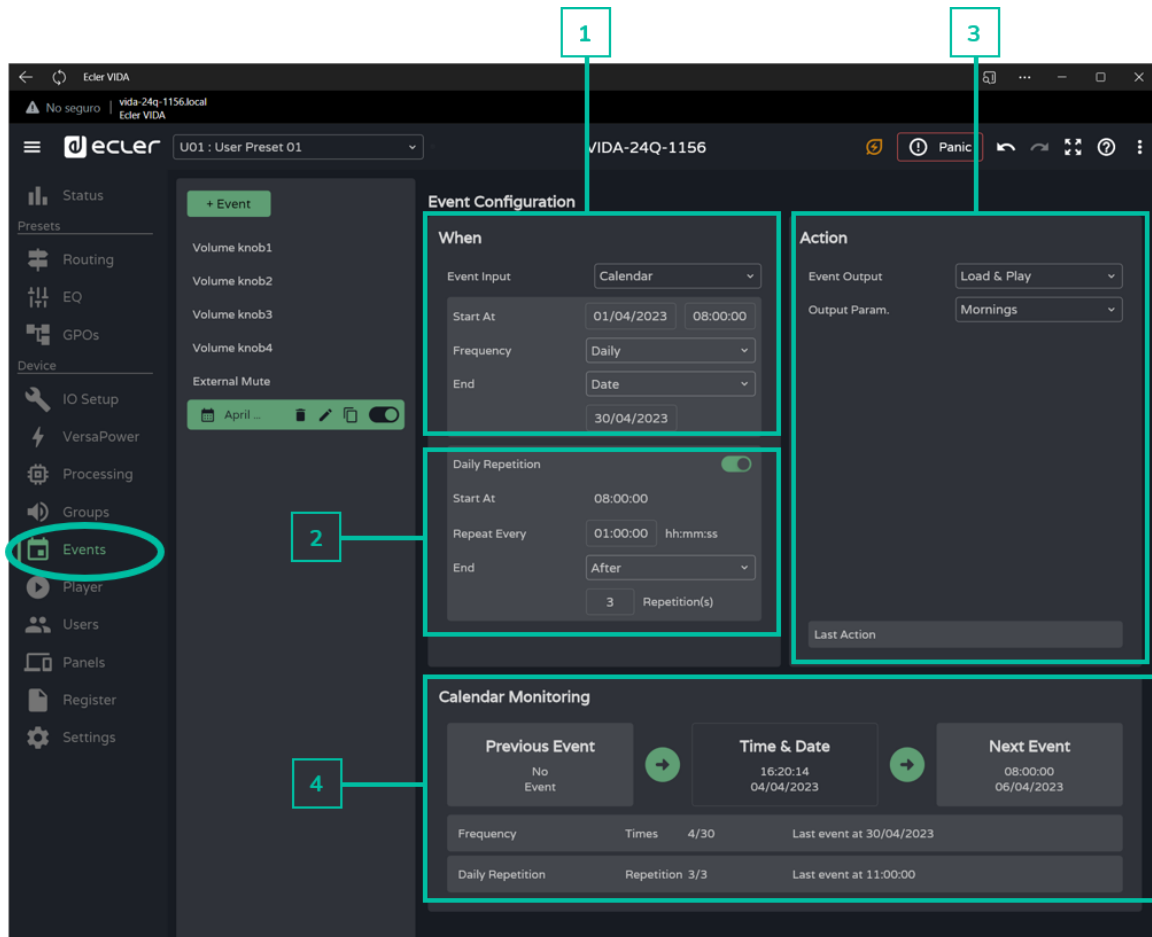 1
3
Ecler VIDA
No seguro
vida-24q-1156.local
Ecler VIDA
ecler
U01 : User Preset 01
VIDA-24Q-1156
Panic
Status
Presets
Routing
EQ
GPOs
Device
IO Setup
VersaPower
Processing
Groups
Events
Player
Users
Panels
Register
Settings
+ Event
Volume knob1
Volume knob2
Volume knob3
Volume knob4
External Mute
April ...
Event Configuration
When
Event Input Calendar
Start At 01/04/2023 08:00:00
Frequency Daily
End Date
30/04/2023
2
Daily Repetition
Start At 08:00:00
Repeat Every 01:00:00 hh:mm:ss
End After
3 Repetition(s)
Action
Event Output Load & Play
Output Param. Mornings
Last Action
4
Calendar Monitoring
Previous Event
No
Event
Time & Date
16:20:14
04/04/2023
Next Event
08:00:00
06/04/2023
Frequency Times 4/30 Last event at 30/04/2023
Daily Repetition Repetition 3/3 Last event at 11:00:00